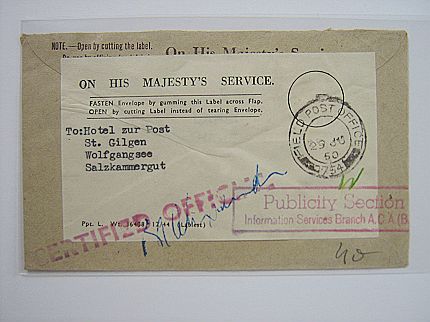 NOTE.—Open by cutting the label.
On His Majesty's
ON HIS MAJESTY'S SERVICE.
FASTEN Envelope by gumming this Label across Flap.
OPEN by cutting Label instead of tearing Envelope.
To:Hotel zur Post
St. Gilgen
Wolfgangsee
Salzkammergut
FIELD POST OFFICE
50
CERTIFIED OFFICIAL
Publicity Section
Information Services Branch A.C.A (B